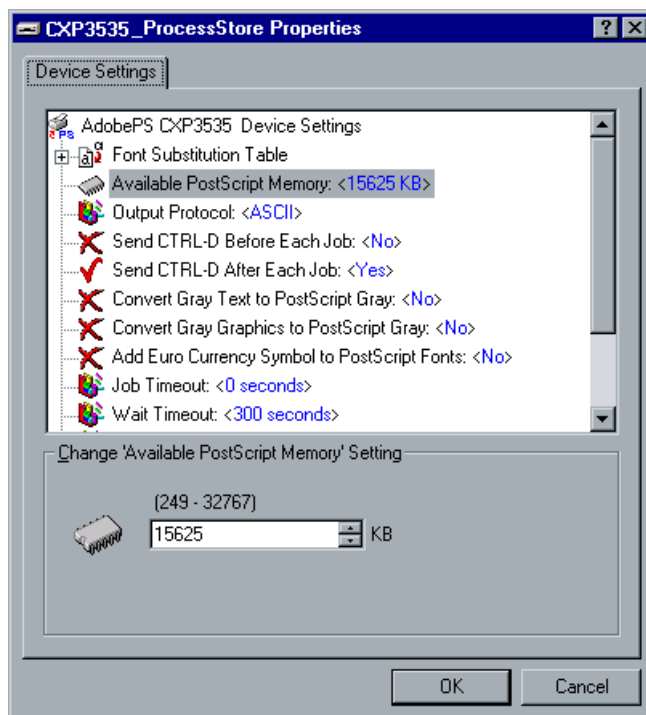 CXP3535_ProcessStore Properties
Device Settings
AdobePS CXP3535 Device Settings
Font Substitution Table
Available PostScript Memory: <15625 KB>
Output Protocol: <ASCII>
Send CTRL-D Before Each Job: <No>
Send CTRL-D After Each Job: <Yes>
Convert Gray Text to PostScript Gray: <No>
Convert Gray Graphics to PostScript Gray: <No>
Add Euro Currency Symbol to PostScript Fonts: <No>
Job Timeout: <0 seconds>
Wait Timeout: <300 seconds>
Change 'Available PostScript Memory' Setting
(249 - 32767)
15625 KB
OK Cancel